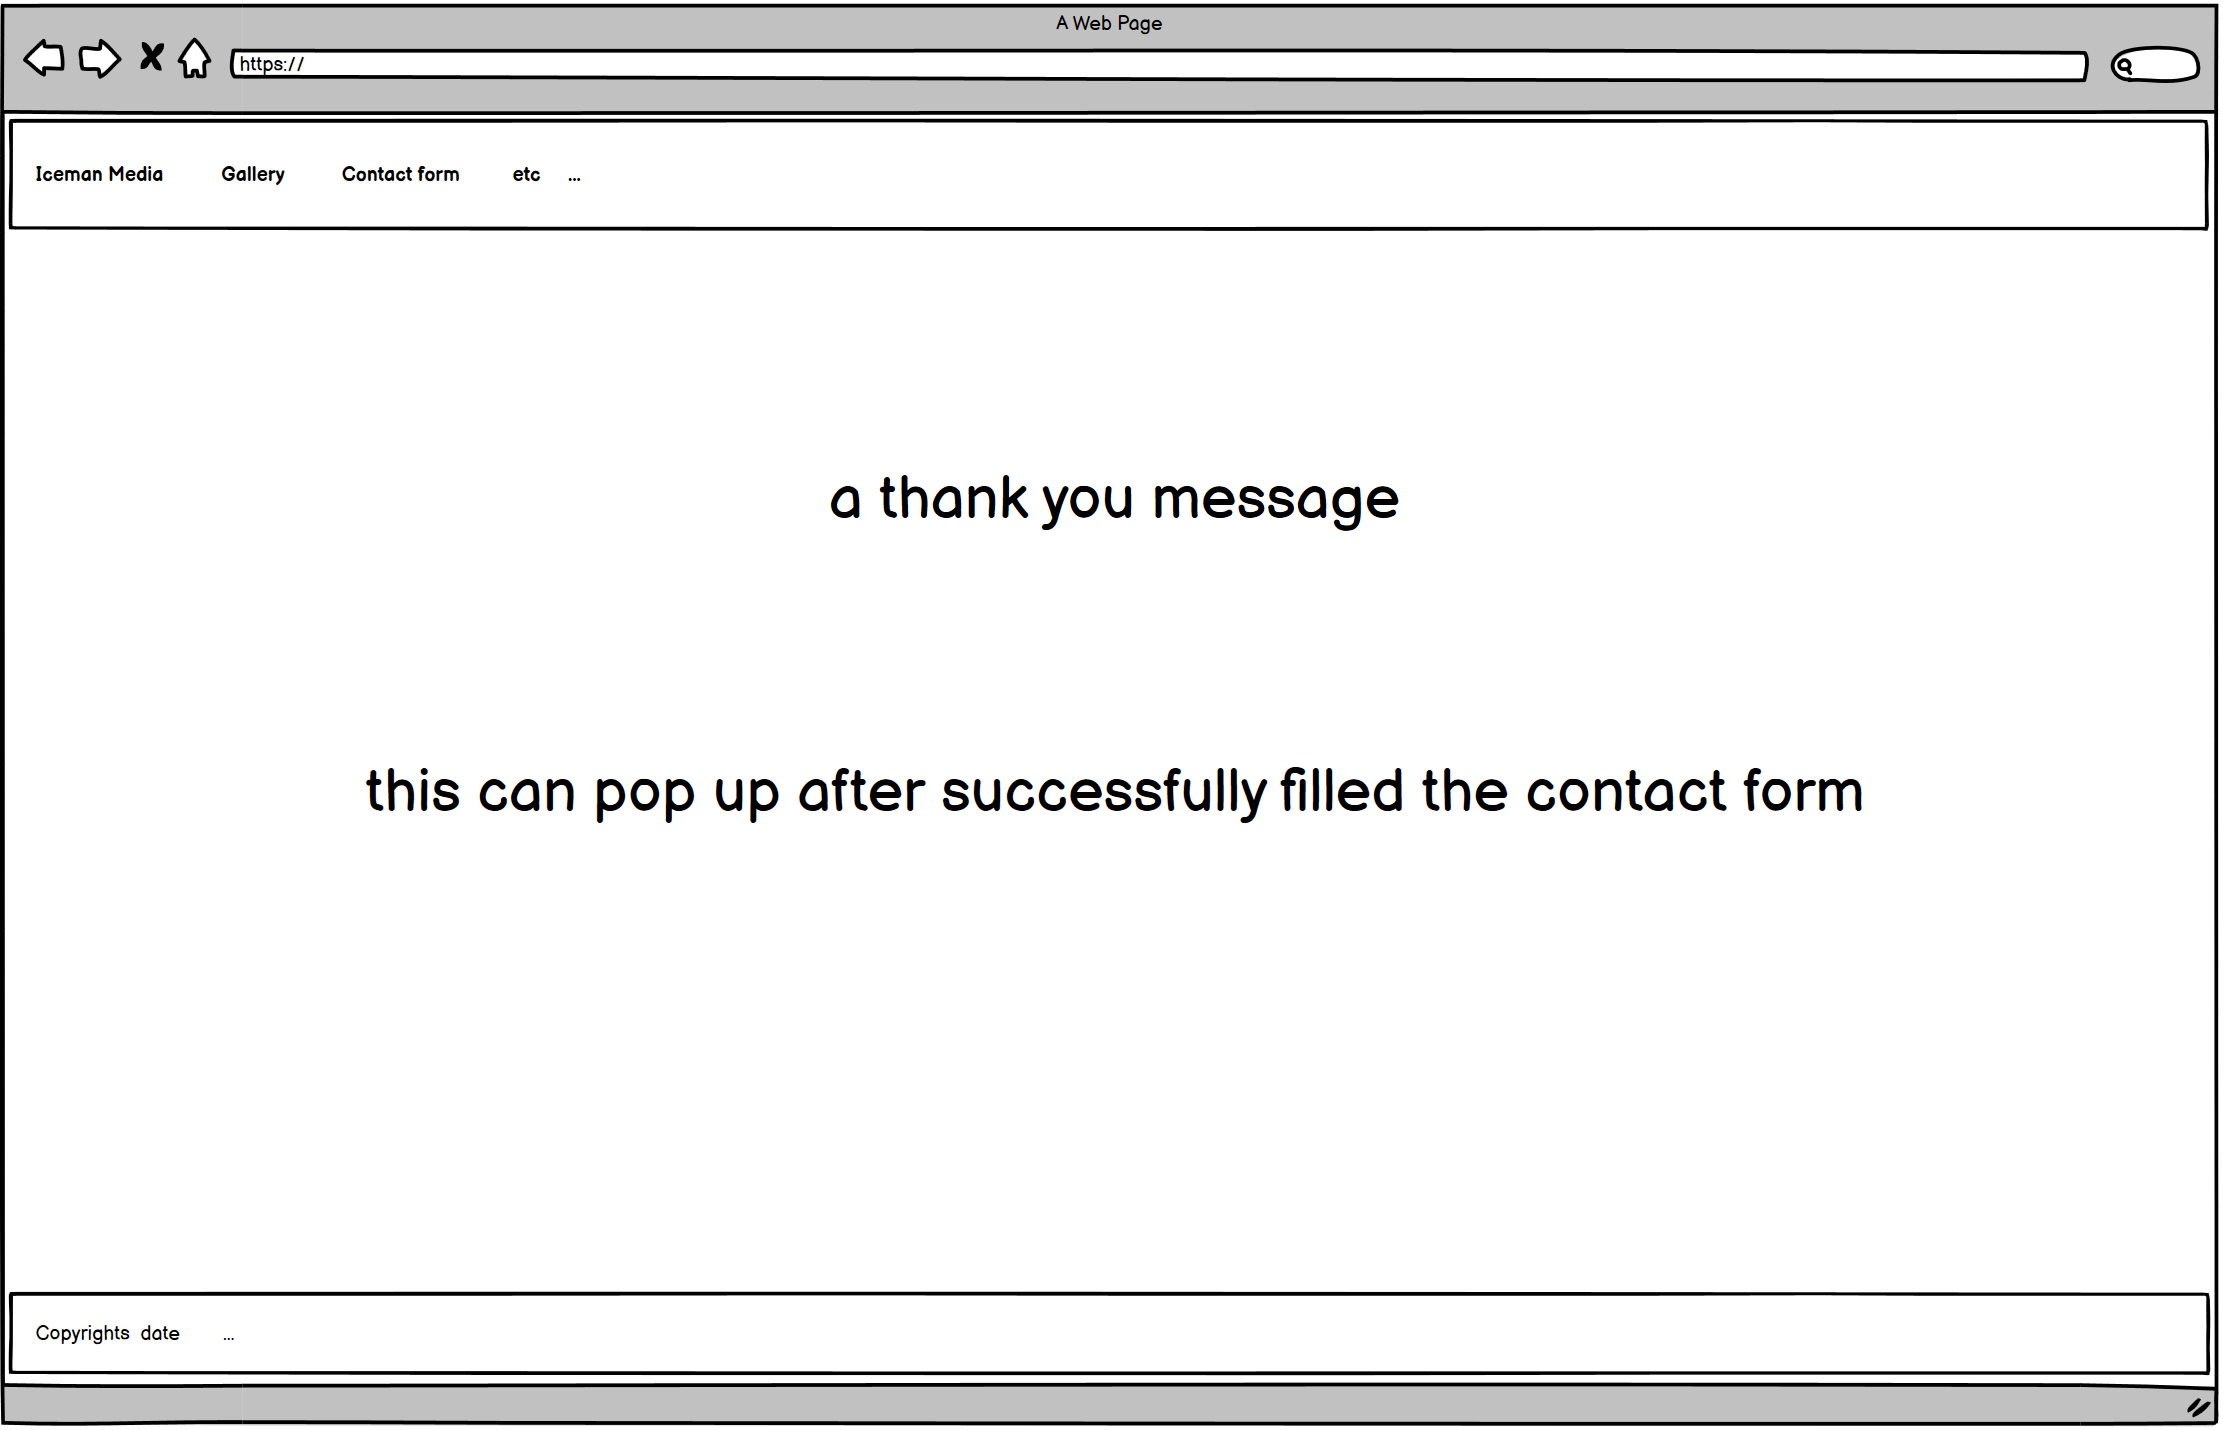 A Web Page
https://
Iceman Media Gallery Contact form etc ...
a thank you message
this can pop up after successfully filled the contact form
Copyrights date ...